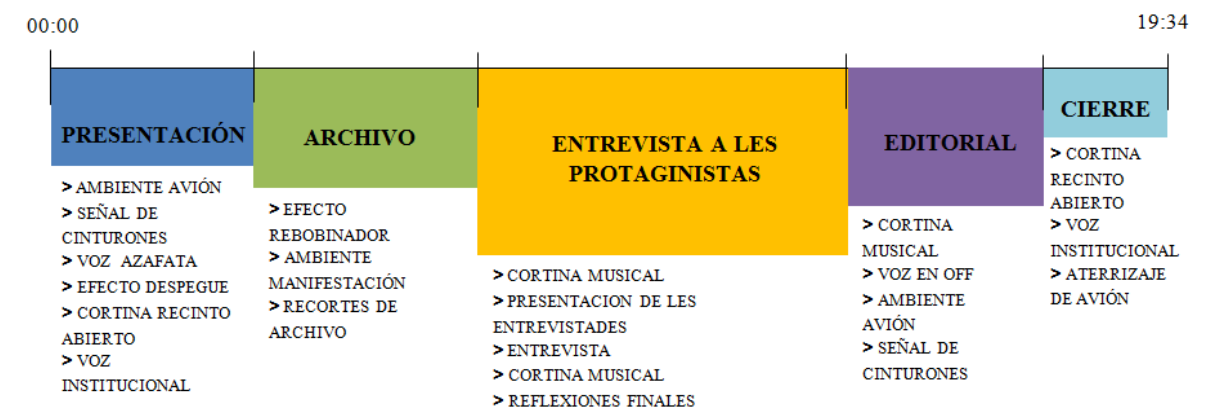 00:00
19:34
PRESENTACIÓN
> AMBIENTE AVIÓN
> SEÑAL DE
CINTURONES
> VOZ AZAFATA
> EFECTO DESPEGUE
> CORTINA RECINTO
ABIERTO
> VOZ
INSTITUCIONAL
ARCHIVO
> EFECTO
REBOBINADOR
> AMBIENTE
MANIFESTACIÓN
> RECORTES DE
ARCHIVO
ENTREVISTA A LES
PROTAGINISTAS
> CORTINA MUSICAL
> PRESENTACION DE LES
ENTREVISTADES
> ENTREVISTA
> CORTINA MUSICAL
> REFLEXIONES FINALES
EDITORIAL
> CORTINA
MUSICAL
> VOZ EN OFF
> AMBIENTE
AVIÓN
> SEÑAL DE
CINTURONES
CIERRE
> CORTINA
RECINTO
ABIERTO
> VOZ
INSTITUCIONAL
> ATERRIZAJE
DE AVIÓN